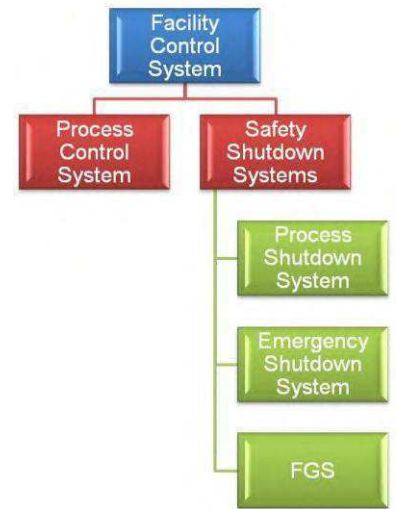 Facility
Control
System
Process
Control
System
Safety
Shutdown
Systems
Process
Shutdown
System
Emergency
Shutdown
System
FGS